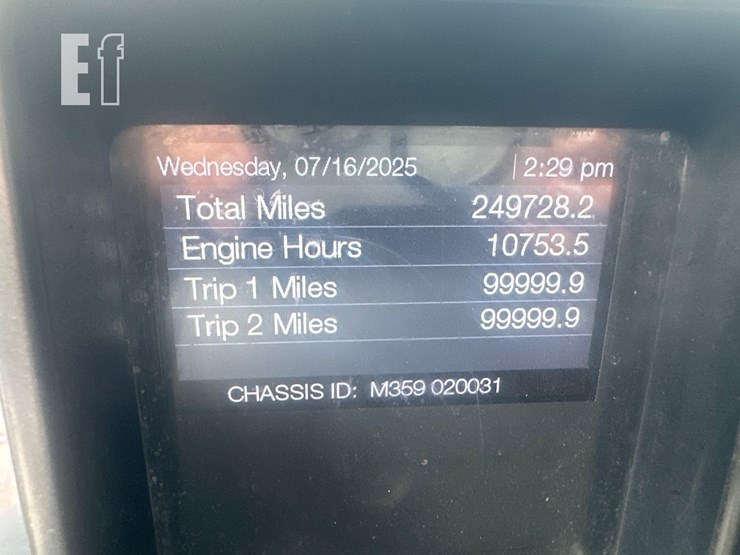 Ef
Wednesday, 07/16/2025 2:29 pm
Total Miles 249728.2
Engine Hours 10753.5
Trip 1 Miles 99999.9
Trip 2 Miles 99999.9
CHASSIS ID: M359 020031